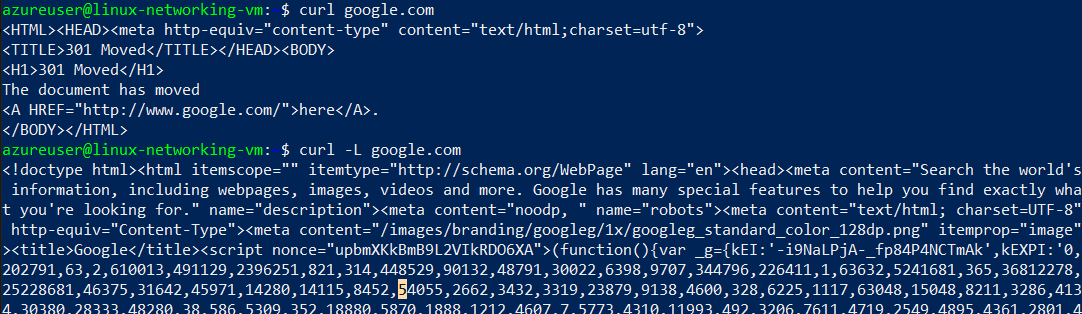 azureuser@linux-networking-vm: $ curl google.com
<HTML><HEAD><meta http-equiv="content-type" content="text/html;charset=utf-8">
<TITLE>301 Moved</TITLE></HEAD><BODY>
<H1>301 Moved</H1>
The document has moved
<A HREF="http://www.google.com/">here</A>.
</BODY></HTML>
azureuser@linux-networking-vm: $ curl -L google.com
<!doctype html><html itemscope="" itemtype="http://schema.org/WebPage" lang="en"><head><meta content="Search the world's
 information, including webpages, images, videos and more. Google has many special features to help you find exactly wha
t you're looking for." name="description"><meta content="noodp, " name="robots"><meta content="text/html; charset=UTF-8"
 http-equiv="Content-Type"><meta content="/images/branding/googleg/1x/googleg_standard_color_128dp.png" itemprop="image"
><title>Google</title><script nonce="upbmXKkBmB9L2VIkRDO6XA">(function(){var _g={kEI:'-i9NaLPjA-_fp84P4NCTmAk',kEXPI:'0,
202791,63,2,610013,491129,2396251,821,314,448529,90132,48791,30022,6398,9707,344796,226411,1,63632,5241681,365,36812278,
25228681,46375,31642,45971,14280,14115,8452,54055,2662,3432,3319,23879,9138,4600,328,6225,1117,63048,15048,8211,3286,413
4,30380,28333,48280,38,586,5309,352,18880,5870,1888,1212,4607,7,5773,4310,11993,492,3206,7611,4719,2549,4895,4361,2801,4